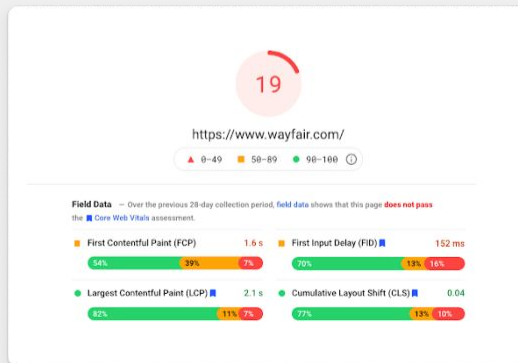 19
https://www.wayfair.com/
0-49 50-89 90-100
Field Data — Over the previous 28-day collection period, field data shows that this page does not pass
the Core Web Vitals assessment.
First Contentful Paint (FCP) 1.6 s
54% 39% 7%
First Input Delay (FID) 152 ms
70% 13% 16%
Largest Contentful Paint (LCP) 2.1 s
82% 11% 7%
Cumulative Layout Shift (CLS) 0.04
77% 13% 10%